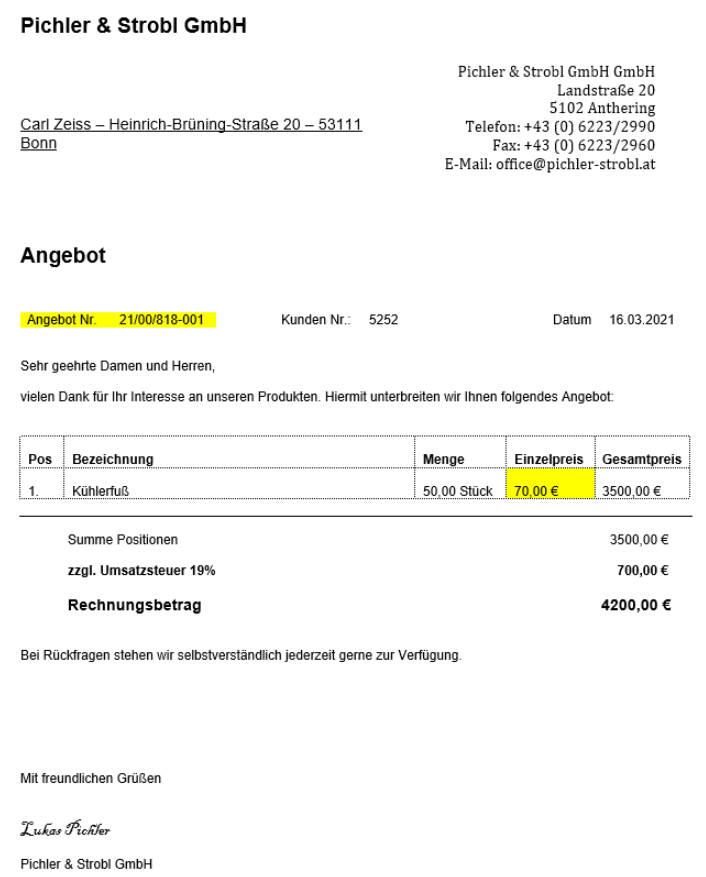 Pichler & Strobl GmbH
Pichler & Strobl GmbH GmbH
Landstraße 20
5102 Anthering
Telefon: +43 (0) 6223/2990
Fax: +43 (0) 6223/2960
E-Mail: office@pichler-strobl.at
Carl Zeiss – Heinrich-Brüning-Straße 20 – 53111
Bonn
Angebot
Angebot Nr. 21/00/818-001 Kunden Nr.: 5252 Datum 16.03.2021
Sehr geehrte Damen und Herren,
vielen Dank für Ihr Interesse an unseren Produkten. Hiermit unterbreiten wir Ihnen folgendes Angebot:
Pos Bezeichnung Menge Einzelpreis Gesamtpreis
1. Kühlerfuß 50,00 Stück 70,00 € 3500,00 €
Summe Positionen 3500,00 €
zzgl. Umsatzsteuer 19% 700,00 €
Rechnungsbetrag 4200,00 €
Bei Rückfragen stehen wir selbstverständlich jederzeit gerne zur Verfügung.
Mit freundlichen Grüßen
Lukas Pichler
Pichler & Strobl GmbH